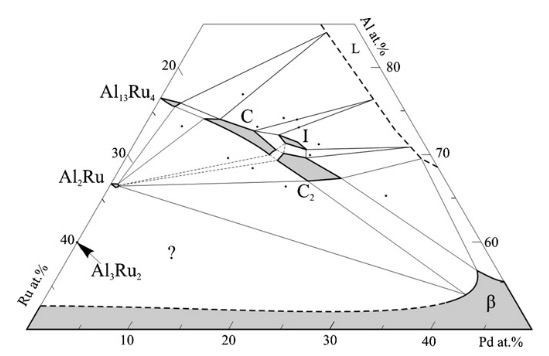 Al at.%
L
20
80
Al₁₃Ru₄
C
I
30
70
Al₂Ru
C₂
40
60
?
Al₃Ru₂
Ru at.%
β
10
20
30
40
Pd at.%